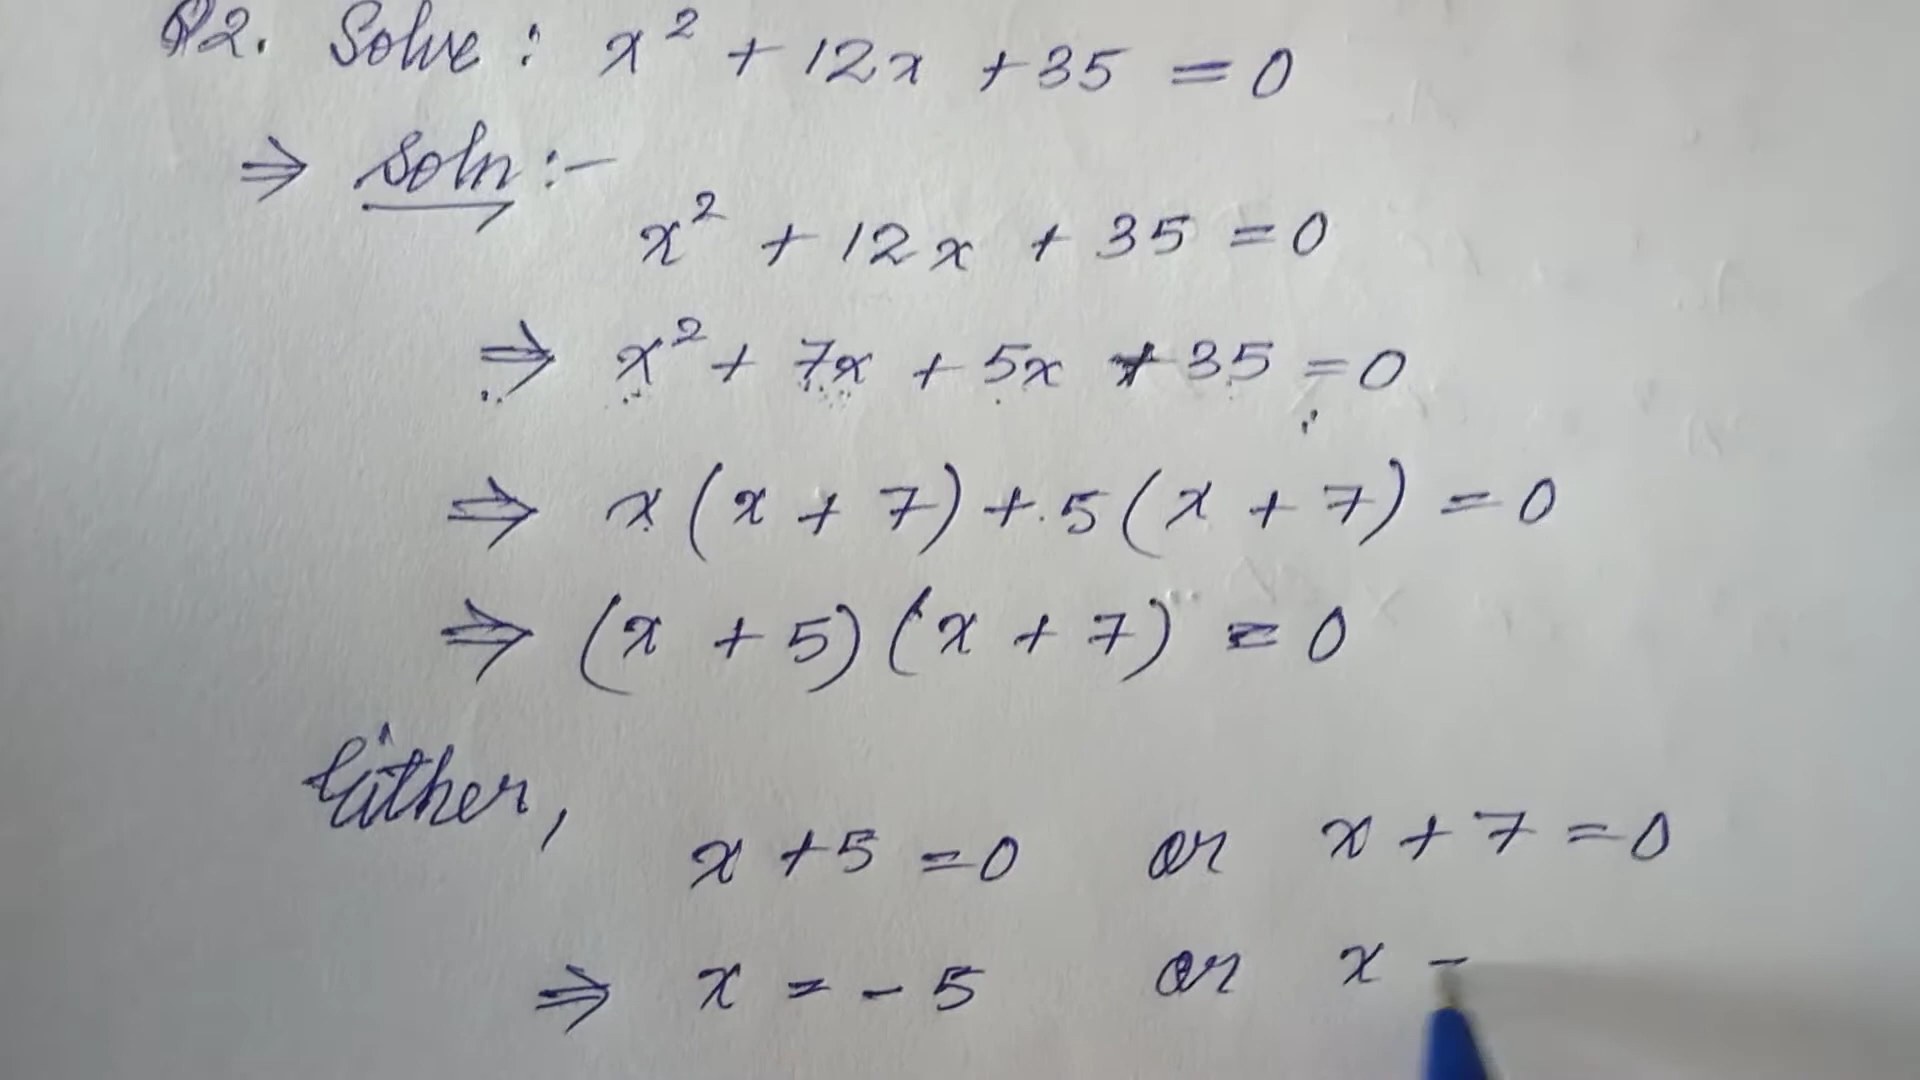 Q2. Solve : x² + 12x + 35 = 0
⇒ Soln :-
x² + 12x + 35 = 0
⇒ x² + 7x + 5x + 35 = 0
⇒ x(x + 7) + 5(x + 7) = 0
⇒ (x + 5)(x + 7) = 0
Either,
x + 5 = 0 or x + 7 = 0
⇒ x = - 5 or x -